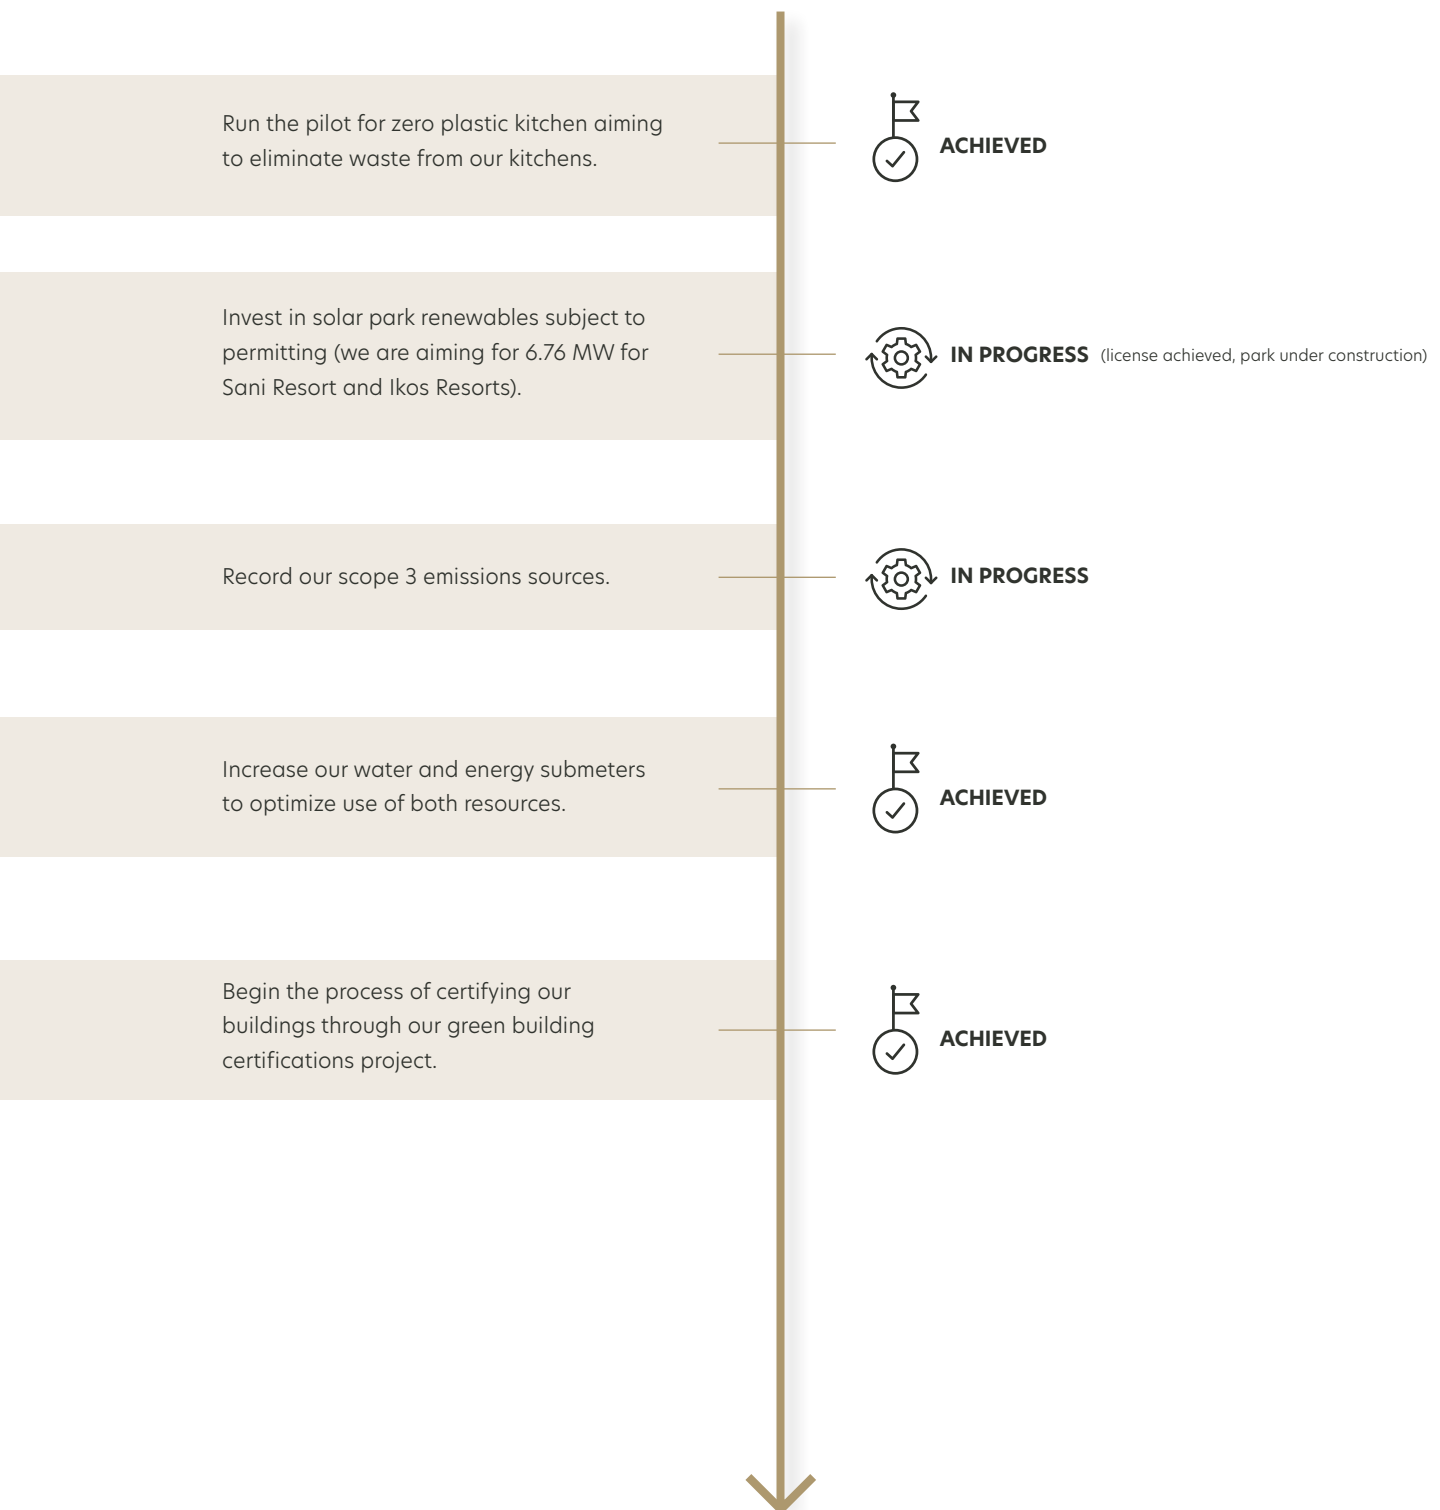 Run the pilot for zero plastic kitchen aiming
to eliminate waste from our kitchens.
ACHIEVED
Invest in solar park renewables subject to
permitting (we are aiming for 6.76 MW for
Sani Resort and Ikos Resorts).
IN PROGRESS (license achieved, park under construction)
Record our scope 3 emissions sources.
IN PROGRESS
Increase our water and energy submeters
to optimize use of both resources.
ACHIEVED
Begin the process of certifying our
buildings through our green building
certifications project.
ACHIEVED